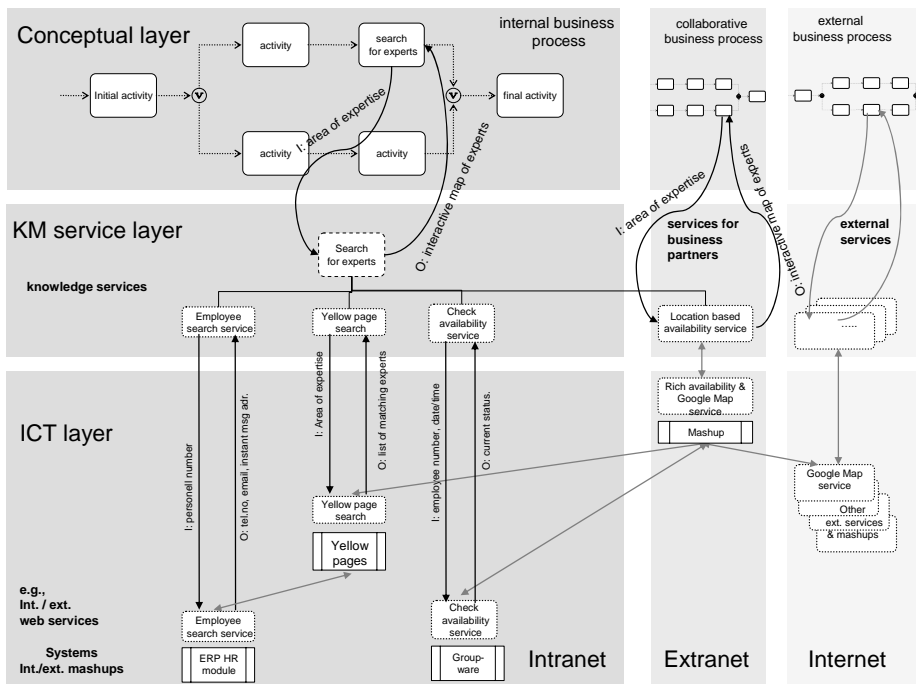 Conceptual layer
internal business
process
collaborative
business process
external
business process
Initial activity
activity
search
for experts
final activity
activity
activity
V
V
I: area of expertise
O: interactive map of experts
I: area of expertise
O: interactive map of experts
KM service layer
knowledge services
Search
for experts
services for
business
partners
external
services
Employee
search service
Yellow page
search
Check
availability
service
Location based
availability service
.....
ICT layer
I: personell number
O: tel.no, email, instant msg adr.
I: Area of expertise
O: list of matching experts
I: employee number, date/time
O: current status.
Rich availability &
Google Map
service
Mashup
Yellow page
search
Yellow
pages
Google Map
service
Other
ext. services
& mashups
e.g.,
Int. / ext.
web services
Employee
search service
Check
availability
service
Systems
Int./ext. mashups
ERP HR
module
Group-
ware
Intranet
Extranet
Internet